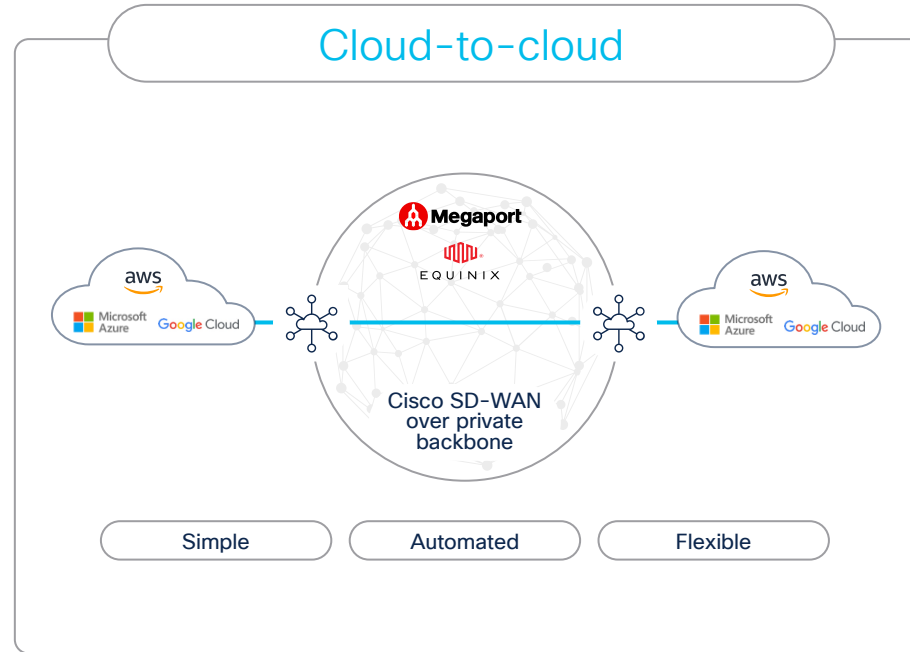 Cloud-to-cloud
Megaport
EQUINIX
aws
Microsoft
Azure
Google Cloud
aws
Microsoft
Azure
Google Cloud
Cisco SD-WAN
over private
backbone
Simple
Automated
Flexible